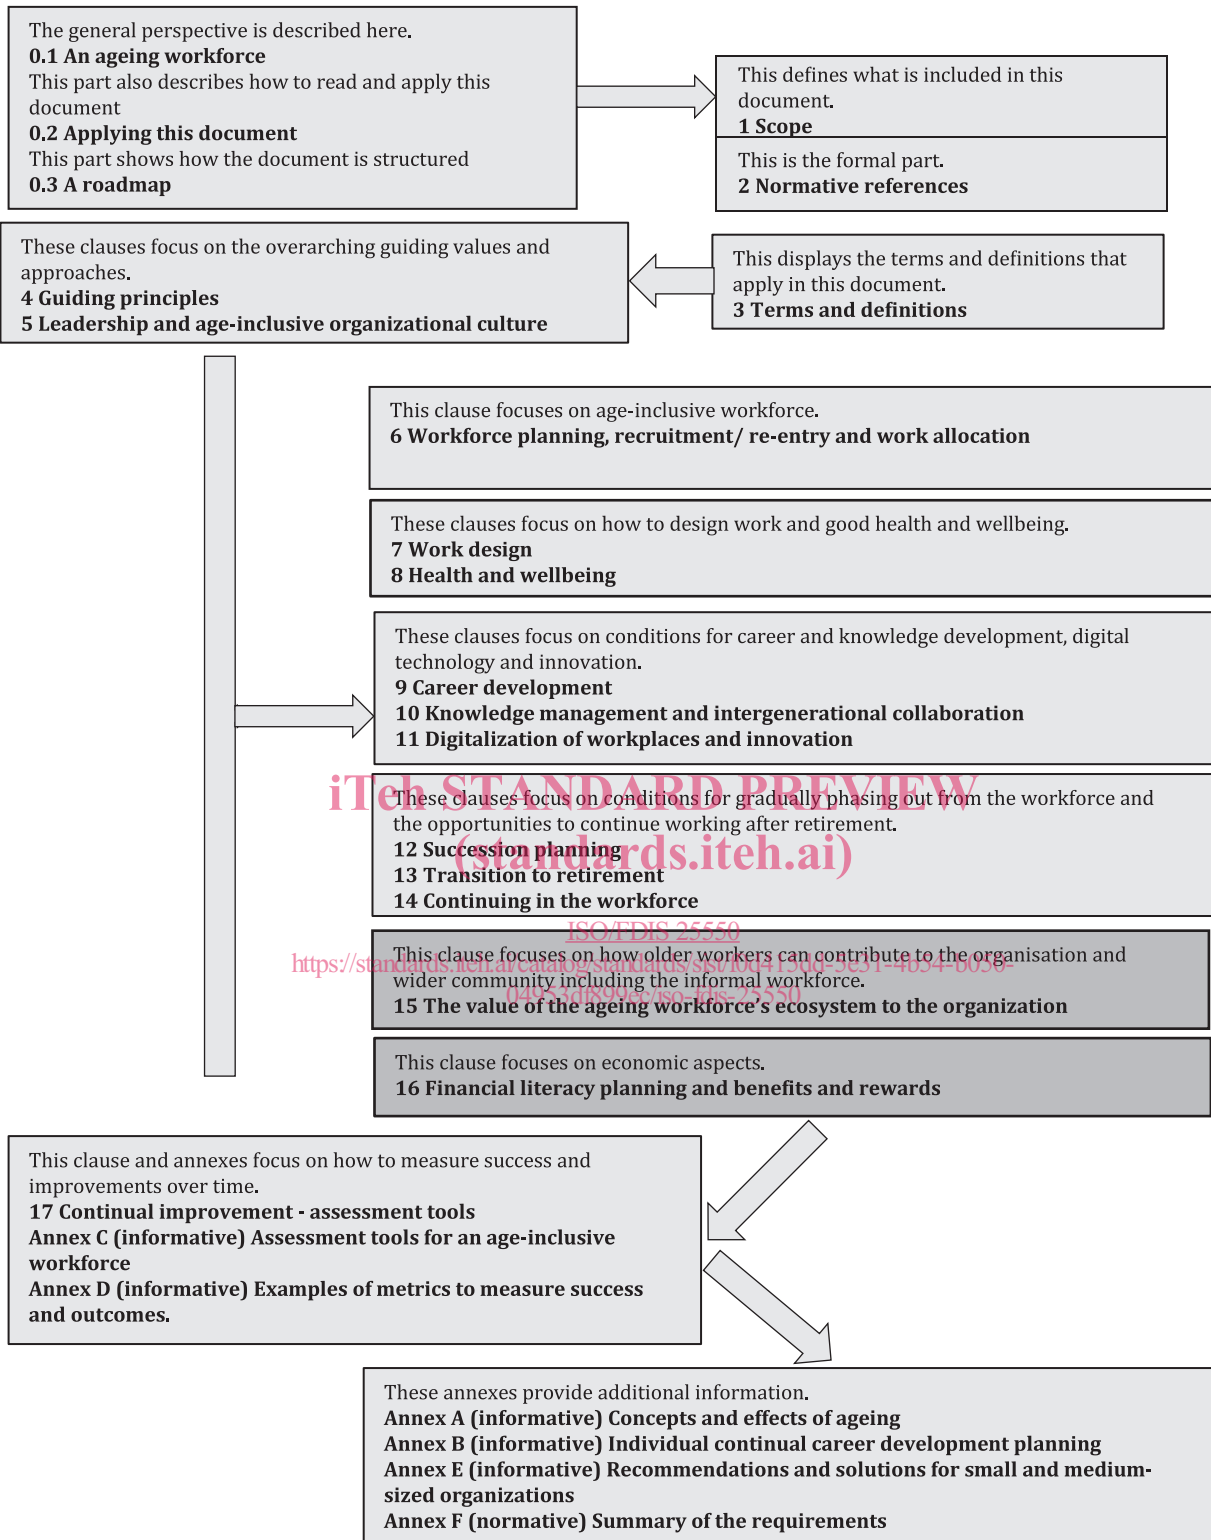 The general perspective is described here.
0.1 An ageing workforce
This part also describes how to read and apply this
document
0.2 Applying this document
This part shows how the document is structured
0.3 A roadmap
This defines what is included in this
document.
1 Scope
This is the formal part.
2 Normative references
These clauses focus on the overarching guiding values and
approaches.
4 Guiding principles
5 Leadership and age-inclusive organizational culture
This displays the terms and definitions that
apply in this document.
3 Terms and definitions
This clause focuses on age-inclusive workforce.
6 Workforce planning, recruitment/ re-entry and work allocation
These clauses focus on how to design work and good health and wellbeing.
7 Work design
8 Health and wellbeing
These clauses focus on conditions for career and knowledge development, digital
technology and innovation.
9 Career development
10 Knowledge management and intergenerational collaboration
11 Digitalization of workplaces and innovation
iTeh STANDARD PREVIEW
These clauses focus on conditions for gradually phasing out from the workforce and
the opportunities to continue working after retirement.
(standards.iteh.ai)
12 Succession planning
13 Transition to retirement
14 Continuing in the workforce
ISO/FDIS 25550
This clause focuses on how older workers can contribute to the organisation and
wider community including the informal workforce.
04953df899ec/iso-fdis-25550
15 The value of the ageing workforce's ecosystem to the organization
This clause focuses on economic aspects.
16 Financial literacy planning and benefits and rewards
This clause and annexes focus on how to measure success and
improvements over time.
17 Continual improvement - assessment tools
Annex C (informative) Assessment tools for an age-inclusive
workforce
Annex D (informative) Examples of metrics to measure success
and outcomes.
These annexes provide additional information.
Annex A (informative) Concepts and effects of ageing
Annex B (informative) Individual continual career development planning
Annex E (informative) Recommendations and solutions for small and medium-
sized organizations
Annex F (normative) Summary of the requirements